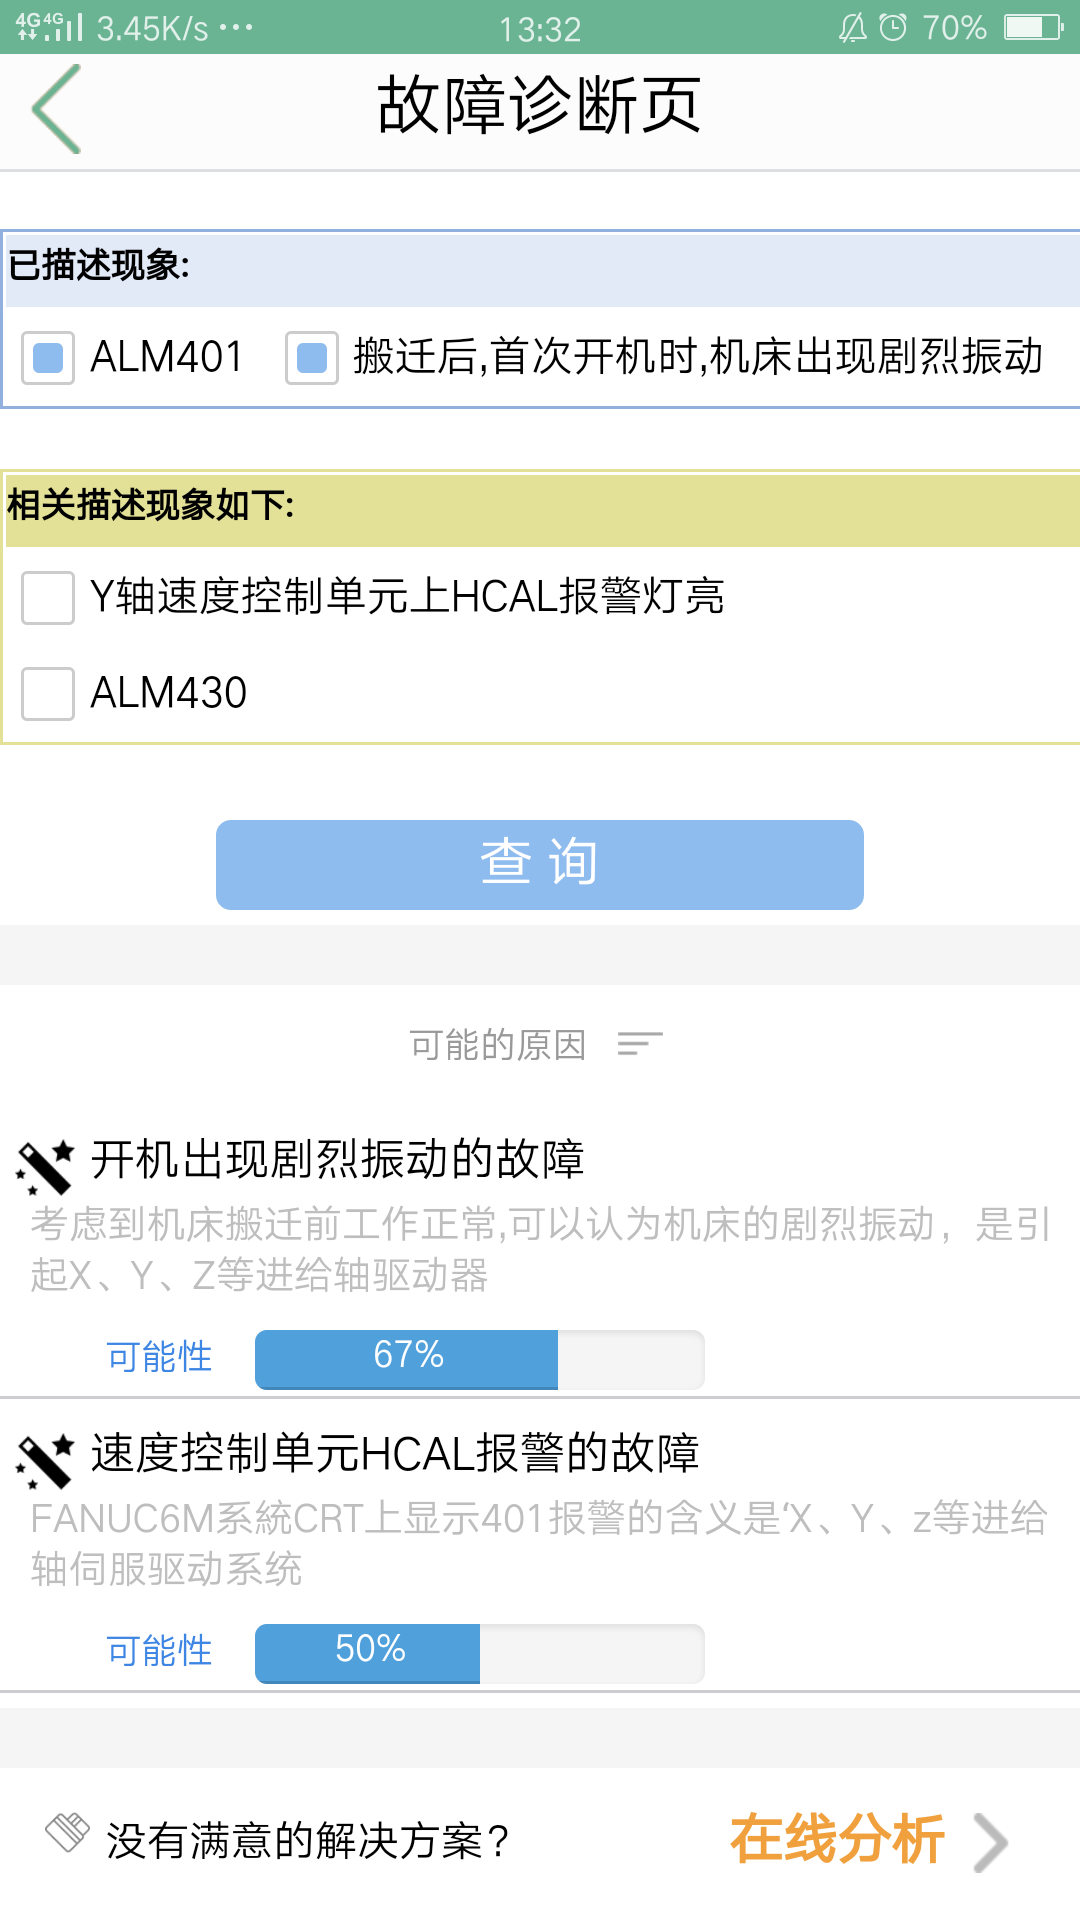 4G 4G 3.45K/s ··· 13:32 70%
故障诊断页
已描述现象:
ALM401 搬迁后,首次开机时,机床出现剧烈振动
相关描述现象如下:
Y轴速度控制单元上HCAL报警灯亮
ALM430
查 询
可能的原因
开机出现剧烈振动的故障
考虑到机床搬迁前工作正常,可以认为机床的剧烈振动，是引
起X、Y、Z等进给轴驱动器
可能性 67%
速度控制单元HCAL报警的故障
FANUC6M系統CRT上显示401报警的含义是‘X、Y、z等进给
轴伺服驱动系统
可能性 50%
没有满意的解决方案? 在线分析